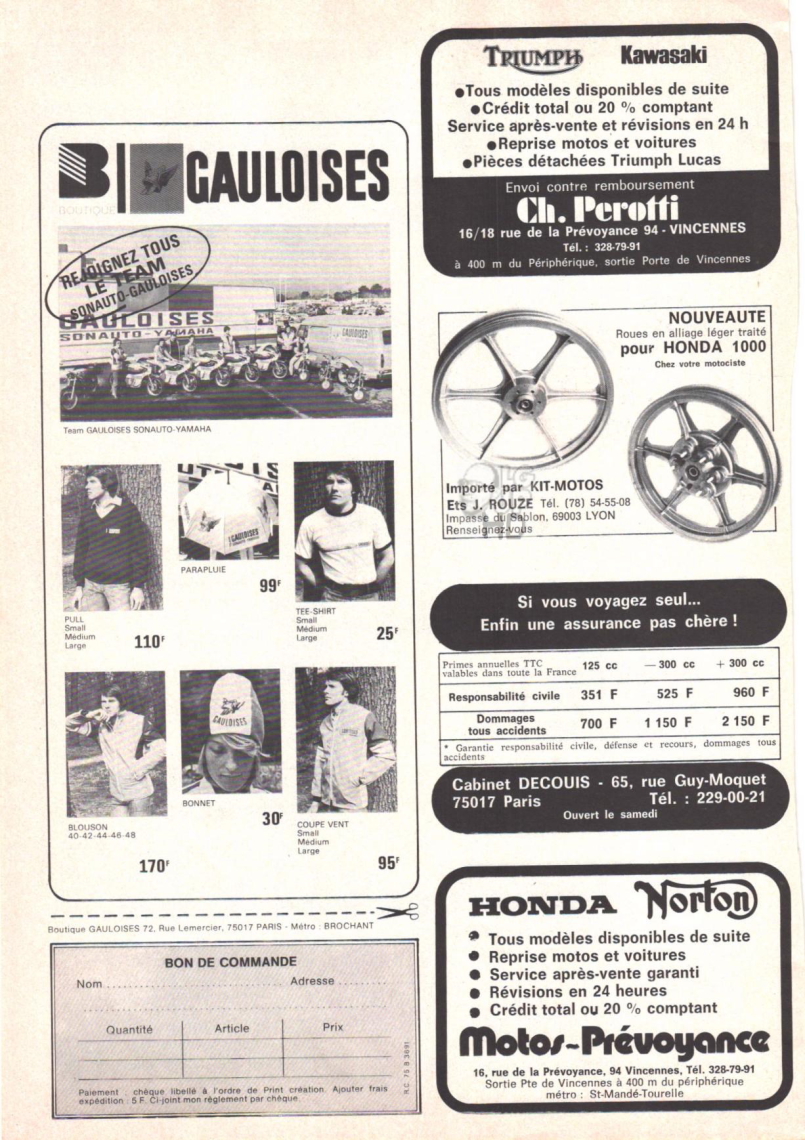 B GAULOISES
BOUTIQUE
REJOIGNEZ TOUS
LE TEAM
SONAUTO-GAULOISES
GAULOISES
SONAUTO-YAMAHA
GAULOISES
Team GAULOISES SONAUTO-YAMAHA
PULL
Small
Médium
Large
110F
GAULOISES
PARAPLUIE
99F
TEE-SHIRT
Small
Médium
Large
25F
BLOUSON
40-42-44-46-48
170F
GAULOISES
BONNET
30F
COUPE VENT
Small
Médium
Large
95F
Boutique GAULOISES 72, Rue Lemercier, 75017 PARIS - Métro : BROCHANT
BON DE COMMANDE
Nom Adresse
Quantité Article Prix
Paiement : chèque libellé à l'ordre de Print création. Ajouter frais
expédition : 5 F. Ci-joint mon réglement par chèque.
R.C. 75 B 3691
TRIUMPH Kawasaki
●Tous modèles disponibles de suite
●Crédit total ou 20 % comptant
Service après-vente et révisions en 24 h
●Reprise motos et voitures
●Pièces détachées Triumph Lucas
Envoi contre remboursement
Ch. Perotti
16/18 rue de la Prévoyance 94 - VINCENNES
Tél. : 328-79-91
à 400 m du Périphérique, sortie Porte de Vincennes
NOUVEAUTE
Roues en alliage léger traité
pour HONDA 1000
Chez votre motociste
Importé par KIT-MOTOS
Ets J. ROUZE Tél. (78) 54-55-08
Impasse du Sablon, 69003 LYON
Renseignez-vous
Si vous voyagez seul...
Enfin une assurance pas chère !
Primes annuelles TTC
valables dans toute la France 125 cc — 300 cc + 300 cc
Responsabilité civile 351 F 525 F 960 F
Dommages
tous accidents 700 F 1 150 F 2 150 F
* Garantie responsabilité civile, défense et recours, dommages tous
accidents
Cabinet DECOUIS - 65, rue Guy-Moquet
75017 Paris Tél. : 229-00-21
Ouvert le samedi
HONDA Norton
● Tous modèles disponibles de suite
● Reprise motos et voitures
● Service après-vente garanti
● Révisions en 24 heures
● Crédit total ou 20 % comptant
Motos-Prévoyance
16, rue de la Prévoyance, 94 Vincennes, Tél. 328-79-91
Sortie Pte de Vincennes à 400 m du périphérique
métro : St-Mandé-Tourelle